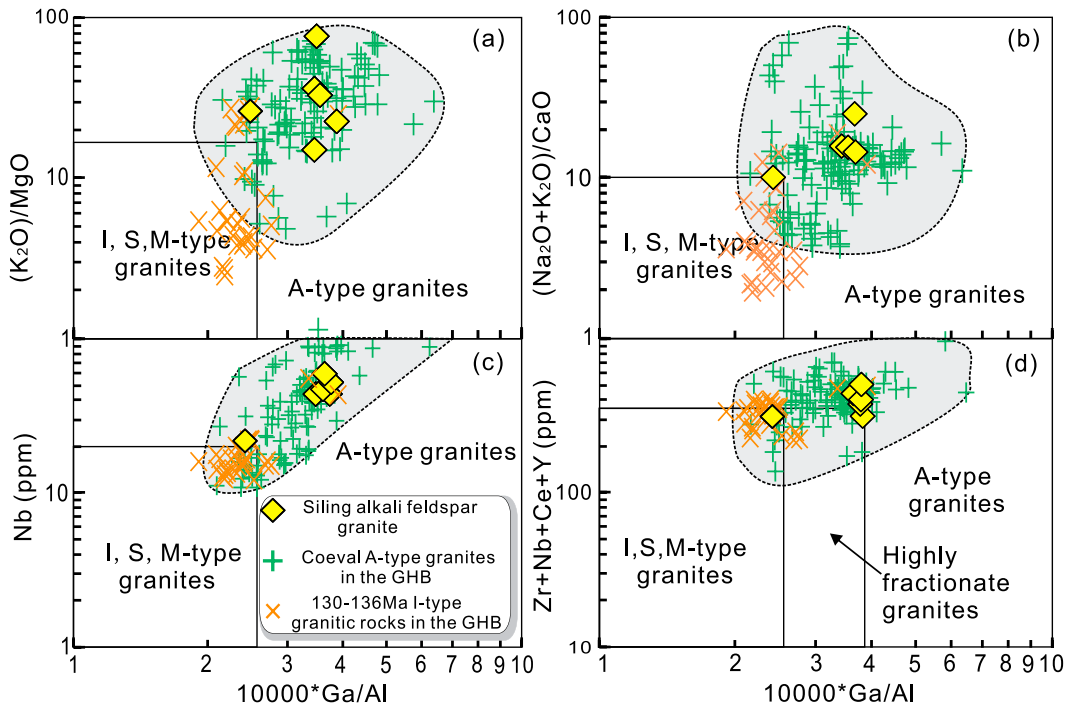 (K₂O)/MgO
100
10
1
(a)
I, S,M-type
granites
A-type granites
(Na₂O+K₂O)/CaO
100
10
1
(b)
I, S, M-type
granites
A-type granites
Nb (ppm)
10
1
(c)
A-type granites
I, S, M-type
granites
Siling alkali feldspar
granite
Coeval A-type granites
in the GHB
130-136Ma I-type
granitic rocks in the GHB
1 2 3 4 5 6 7 8 9 10
10000*Ga/Al
Zr+Nb+Ce+Y (ppm)
100
10
(d)
A-type
granites
I,S,M-type
granites
Highly
fractionate
granites
1 2 3 4 5 6 7 8 9 10
10000*Ga/Al